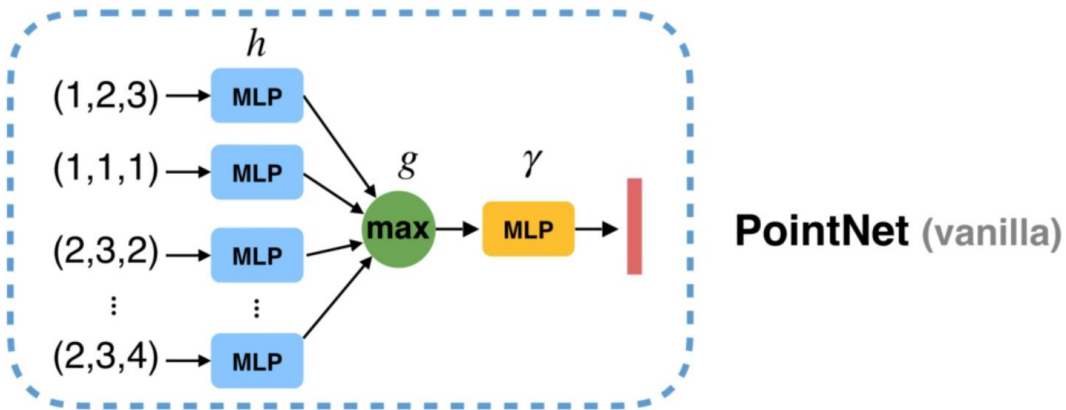 h
(1,2,3) MLP
(1,1,1) MLP
g
γ
max MLP
PointNet (vanilla)
(2,3,2) MLP
⋮ ⋮
(2,3,4) MLP